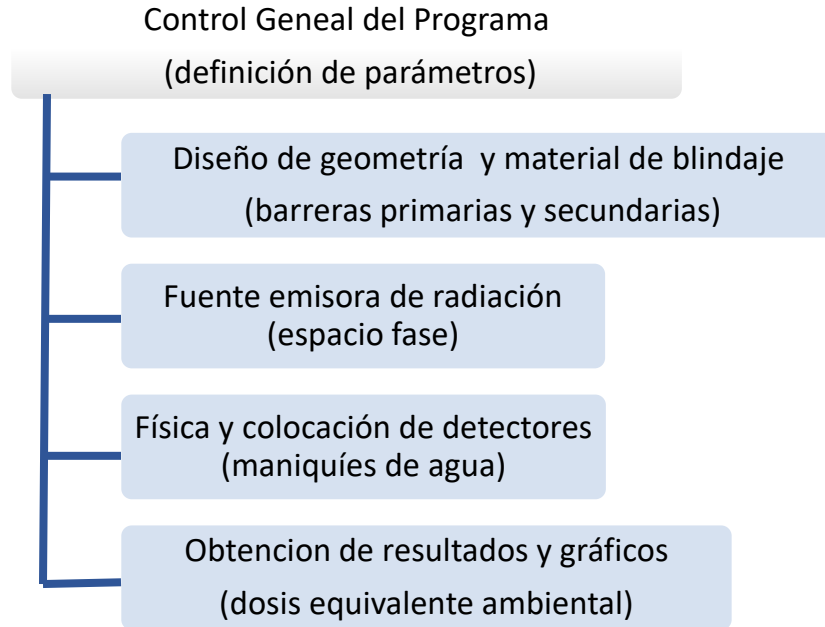 Control Geneal del Programa
(definición de parámetros)
Diseño de geometría y material de blindaje
(barreras primarias y secundarias)
Fuente emisora de radiación
(espacio fase)
Física y colocación de detectores
(maniquíes de agua)
Obtencion de resultados y gráficos
(dosis equivalente ambiental)